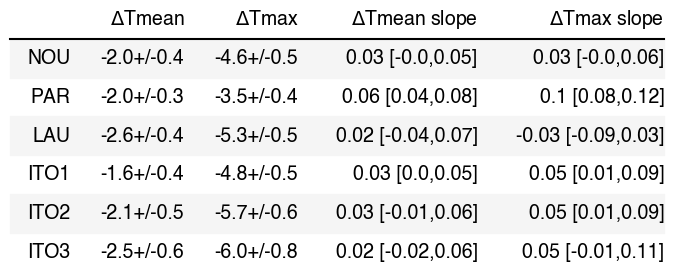 ΔTmean ΔTmax ΔTmean slope ΔTmax slope
NOU -2.0+/-0.4 -4.6+/-0.5 0.03 [-0.0,0.05] 0.03 [-0.0,0.06]
PAR -2.0+/-0.3 -3.5+/-0.4 0.06 [0.04,0.08] 0.1 [0.08,0.12]
LAU -2.6+/-0.4 -5.3+/-0.5 0.02 [-0.04,0.07] -0.03 [-0.09,0.03]
ITO1 -1.6+/-0.4 -4.8+/-0.5 0.03 [0.0,0.05] 0.05 [0.01,0.09]
ITO2 -2.1+/-0.5 -5.7+/-0.6 0.03 [-0.01,0.06] 0.05 [0.01,0.09]
ITO3 -2.5+/-0.6 -6.0+/-0.8 0.02 [-0.02,0.06] 0.05 [-0.01,0.11]